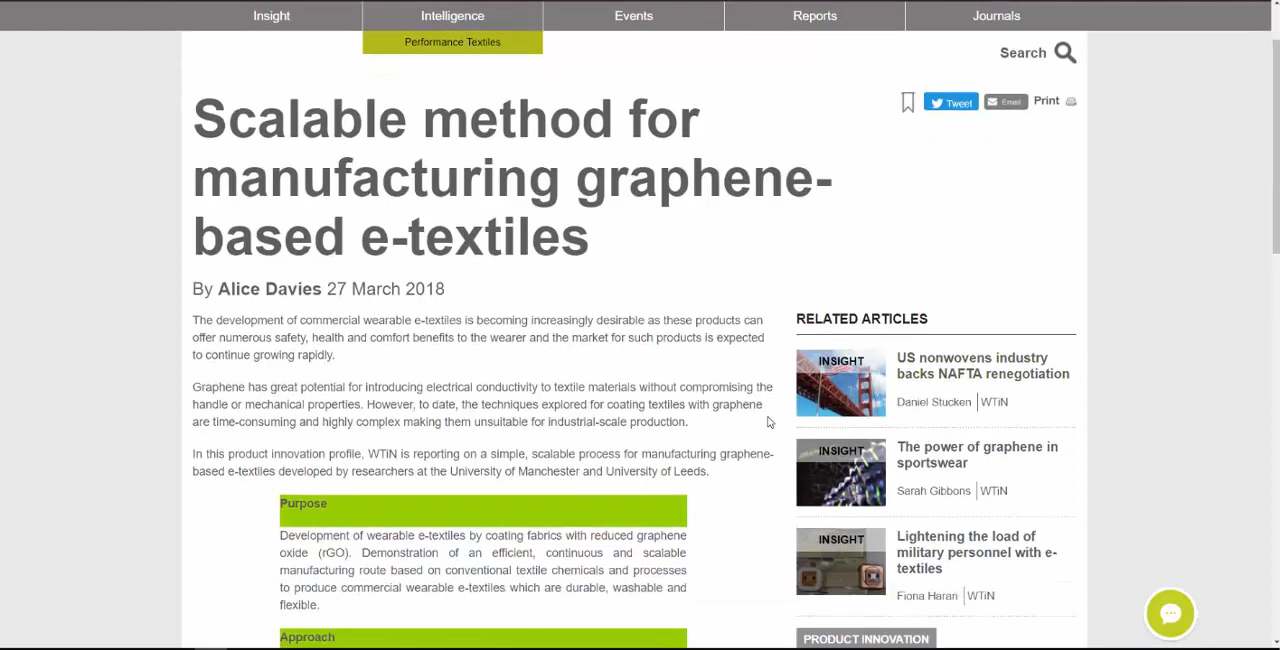 Insight
Intelligence
Events
Reports
Journals
Performance Textiles
Search
Scalable method for
manufacturing graphene-
based e-textiles
Tweet
Email
Print
By Alice Davies 27 March 2018
The development of commercial wearable e-textiles is becoming increasingly desirable as these products can
offer numerous safety, health and comfort benefits to the wearer and the market for such products is expected
to continue growing rapidly.
Graphene has great potential for introducing electrical conductivity to textile materials without compromising the
handle or mechanical properties. However, to date, the techniques explored for coating textiles with graphene
are time-consuming and highly complex making them unsuitable for industrial-scale production.
In this product innovation profile, WTiN is reporting on a simple, scalable process for manufacturing graphene-
based e-textiles developed by researchers at the University of Manchester and University of Leeds.
Purpose
Development of wearable e-textiles by coating fabrics with reduced graphene
oxide (rGO). Demonstration of an efficient, continuous and scalable
manufacturing route based on conventional textile chemicals and processes
to produce commercial wearable e-textiles which are durable, washable and
flexible.
Approach
RELATED ARTICLES
INSIGHT
US nonwovens industry
backs NAFTA renegotiation
Daniel Stucken | WTiN
INSIGHT
The power of graphene in
sportswear
Sarah Gibbons | WTiN
INSIGHT
Lightening the load of
military personnel with e-
textiles
Fiona Haran | WTiN
PRODUCT INNOVATION